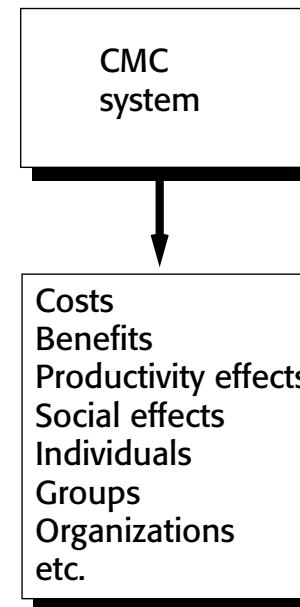 CMC
system
Costs
Benefits
Productivity effects
Social effects
Individuals
Groups
Organizations
etc.